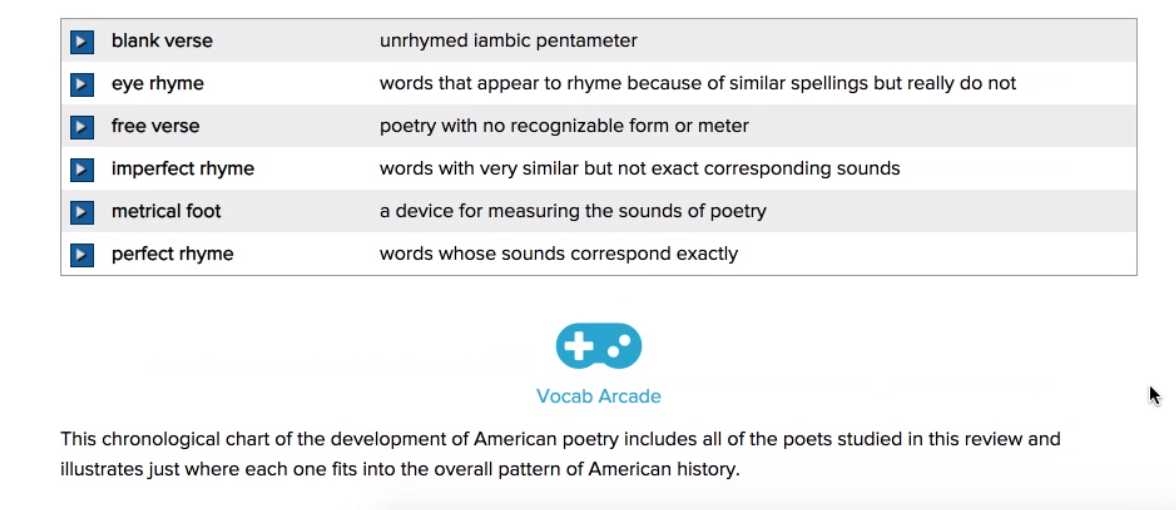 blank verse unrhymed iambic pentameter
eye rhyme words that appear to rhyme because of similar spellings but really do not
free verse poetry with no recognizable form or meter
imperfect rhyme words with very similar but not exact corresponding sounds
metrical foot a device for measuring the sounds of poetry
perfect rhyme words whose sounds correspond exactly
Vocab Arcade
This chronological chart of the development of American poetry includes all of the poets studied in this review and
illustrates just where each one fits into the overall pattern of American history.